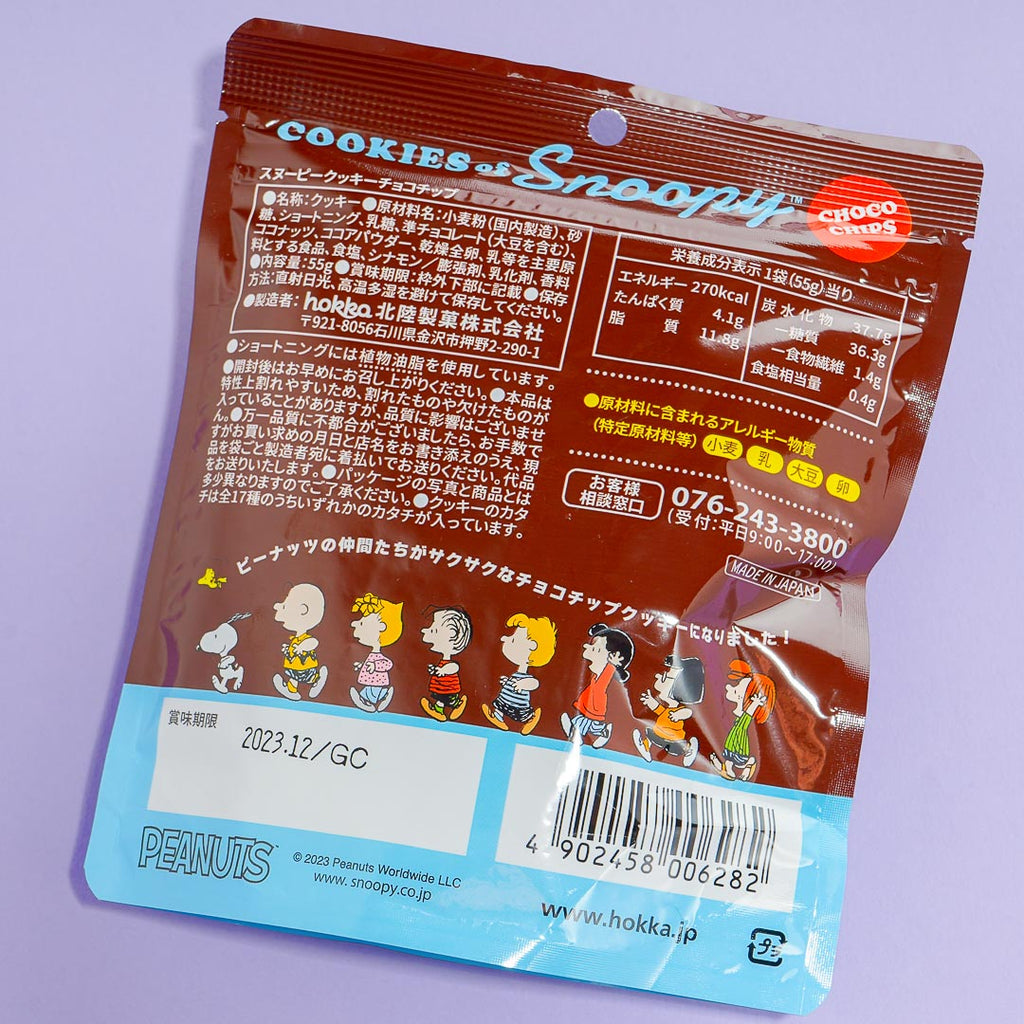 COOKIES of Snoopy™
CHOCO
CHIPS
スヌーピークッキーチョコチップ
●名称：クッキー ●原材料名：小麦粉（国内製造）、砂
糖、ショートニング、乳糖、準チョコレート（大豆を含む）、
ココナッツ、ココアパウダー、乾燥全卵、乳等を主要原
料とする食品、食塩、シナモン／膨張剤、乳化剤、香料
●内容量：55g ●賞味期限：枠外下部に記載 ●保存
方法：直射日光、高温多湿を避けて保存してください。
●製造者：hokka 北陸製菓株式会社
〒921-8056石川県金沢市押野2-290-1
●ショートニングには植物油脂を使用しています。
●開封後はお早めにお召し上がりください。●本品は
特性上割れやすいため、割れたものや欠けたものが
入っていることがありますが、品質に影響はございませ
ん。●万一品質に不都合がございましたら、お手数で
すがお買い求めの月日と店名をお書き添えのうえ、現
品を袋ごと製造者宛に着払いでお送りください。代品
をお送りいたします。●パッケージの写真と商品とは
多少異なりますのでご了承ください。●クッキーのカタ
チは全17種のうちいずれかのカタチが入っています。
栄養成分表示 1袋（55g）当り
エネルギー 270kcal
たんぱく質 4.1g
脂質 11.8g
炭水化物 37.7g
－糖質 36.3g
－食物繊維 1.4g
食塩相当量 0.4g
●原材料に含まれるアレルギー物質
（特定原材料等） 小麦 乳 大豆 卵
お客様
相談窓口
076-243-3800
（受付：平日9：00～17：00）
MADE IN JAPAN
ピーナッツの仲間たちがサクサクなチョコチップクッキーになりました！
賞味期限
2023.12/GC
4 902458 006282
PEANUTS
© 2023 Peanuts Worldwide LLC
www.snoopy.co.jp
www.hokka.jp
プラ